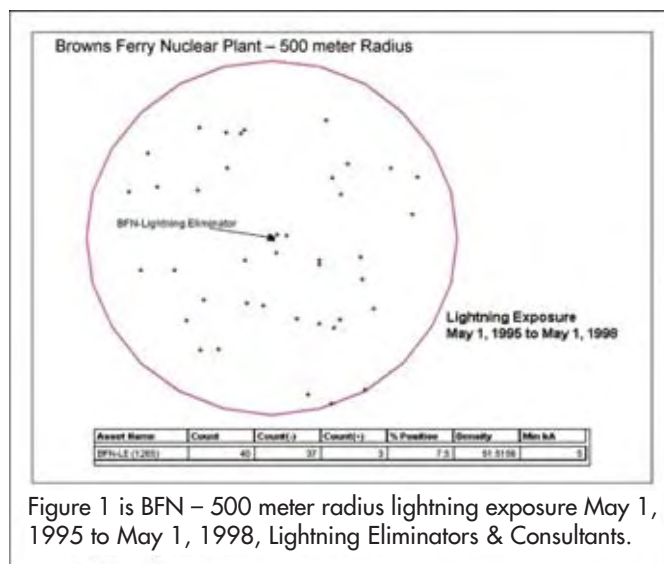 Browns Ferry Nuclear Plant – 500 meter Radius
BFN-Lightning Eliminator
Lightning Exposure
May 1, 1995 to May 1, 1998
Asset Name Count Count(-) Count(+) % Positive Density Min kA
BFN-LE (1265) 40 37 3 7.5 51.5156 5
Figure 1 is BFN – 500 meter radius lightning exposure May 1,
1995 to May 1, 1998, Lightning Eliminators & Consultants.